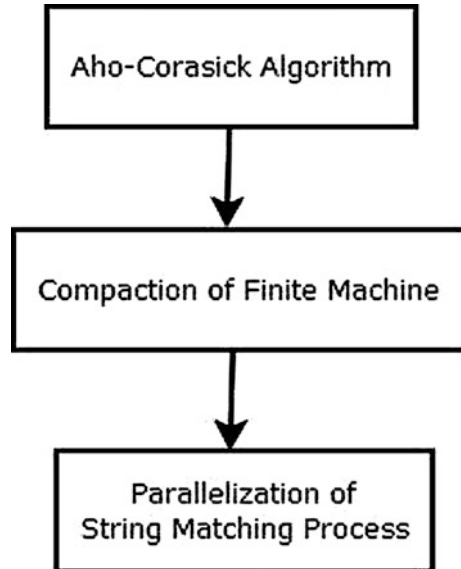 Aho-Corasick Algorithm
Compaction of Finite Machine
Parallelization of
String Matching Process